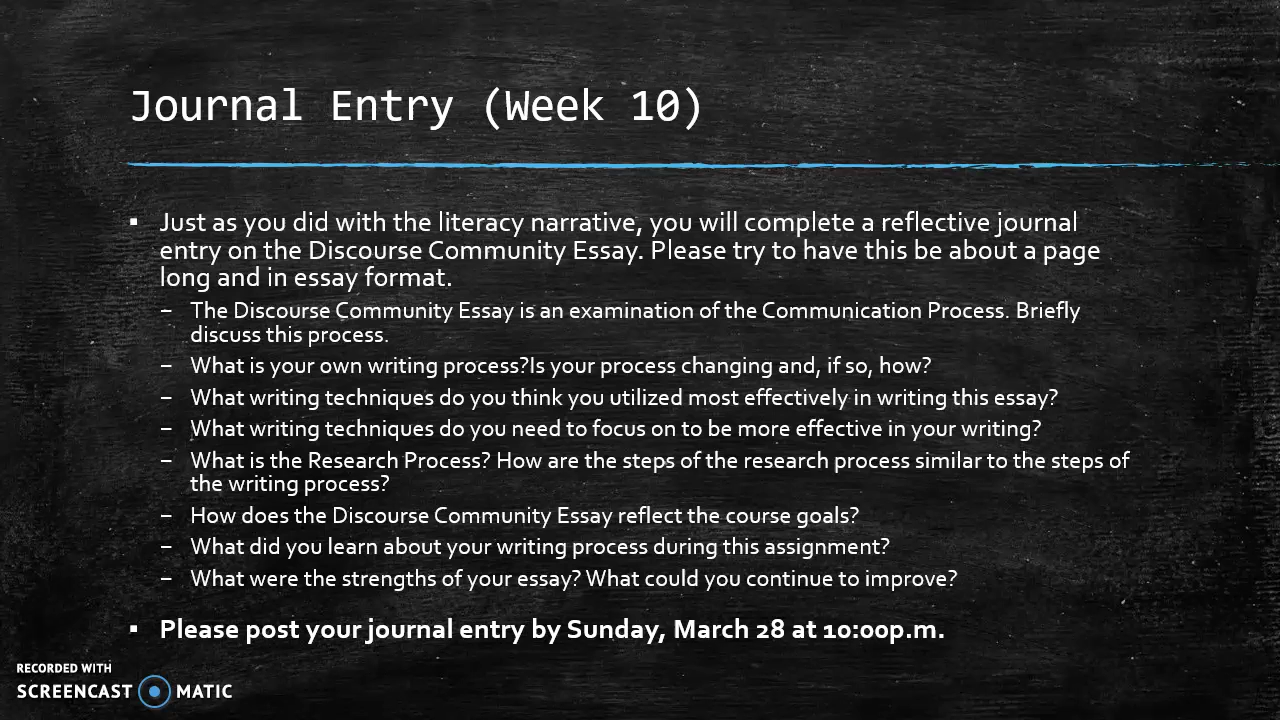 Journal Entry (Week 10)
▪ Just as you did with the literacy narrative, you will complete a reflective journal
entry on the Discourse Community Essay. Please try to have this be about a page
long and in essay format.
– The Discourse Community Essay is an examination of the Communication Process. Briefly
discuss this process.
– What is your own writing process?Is your process changing and, if so, how?
– What writing techniques do you think you utilized most effectively in writing this essay?
– What writing techniques do you need to focus on to be more effective in your writing?
– What is the Research Process? How are the steps of the research process similar to the steps of
the writing process?
– How does the Discourse Community Essay reflect the course goals?
– What did you learn about your writing process during this assignment?
– What were the strengths of your essay? What could you continue to improve?
▪ Please post your journal entry by Sunday, March 28 at 10:00p.m.
RECORDED WITH
SCREENCAST MATIC